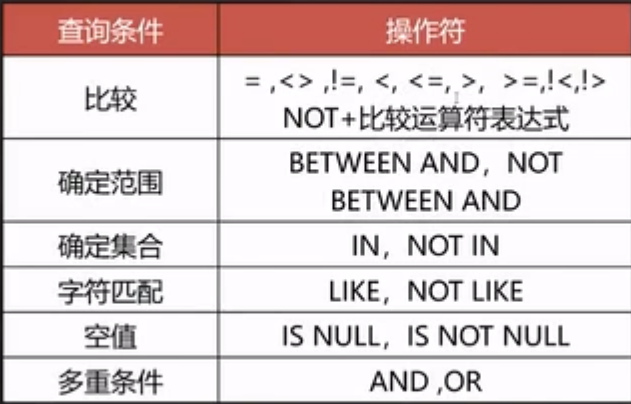 查询条件 操作符
比较 = ,<> ,!=, <, <=, >, >=,!<,!>
NOT+比较运算符表达式
确定范围 BETWEEN AND，NOT
BETWEEN AND
确定集合 IN，NOT IN
字符匹配 LIKE，NOT LIKE
空值 IS NULL，IS NOT NULL
多重条件 AND ,OR